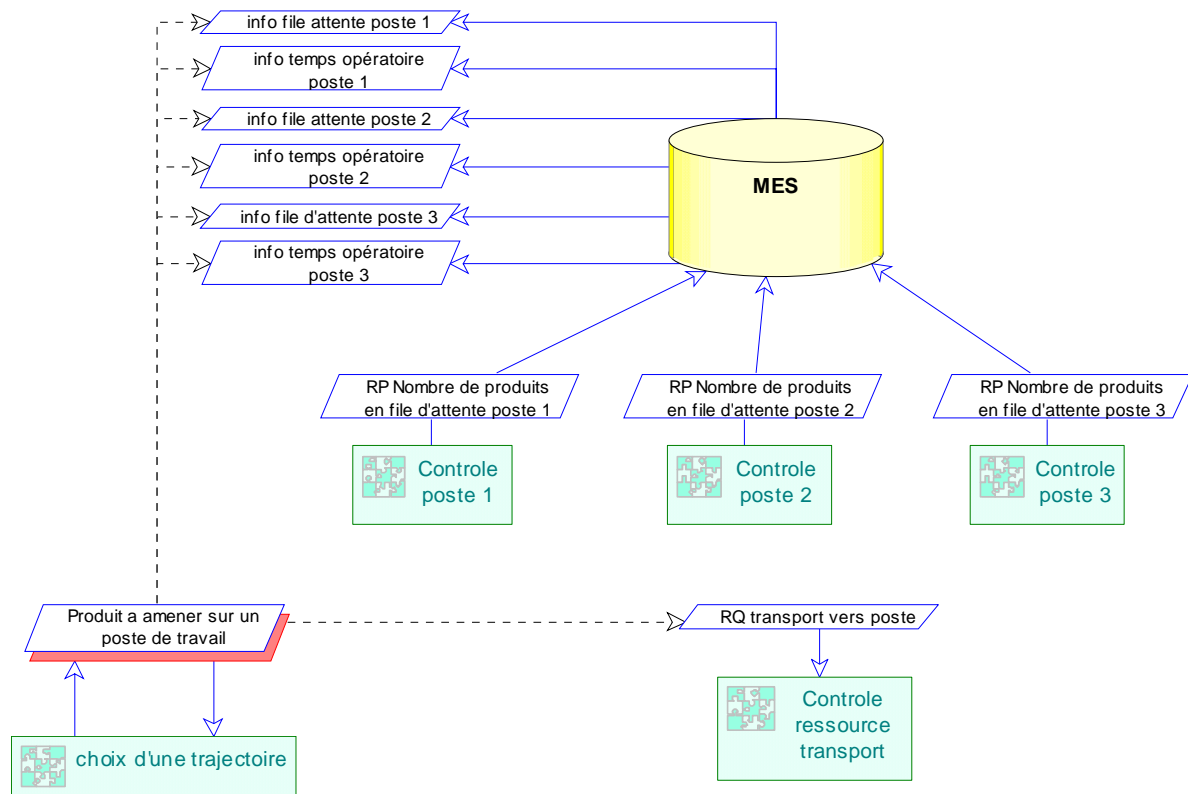 info file attente poste 1
info temps opératoire
poste 1
info file attente poste 2
info temps opératoire
poste 2
info file d'attente poste 3
info temps opératoire
poste 3
MES
RP Nombre de produits
en file d'attente poste 1
RP Nombre de produits
en file d'attente poste 2
RP Nombre de produits
en file d'attente poste 3
Controle
poste 1
Controle
poste 2
Controle
poste 3
Produit a amener sur un
poste de travail
RQ transport vers poste
Controle
ressource
transport
choix d'une trajectoire